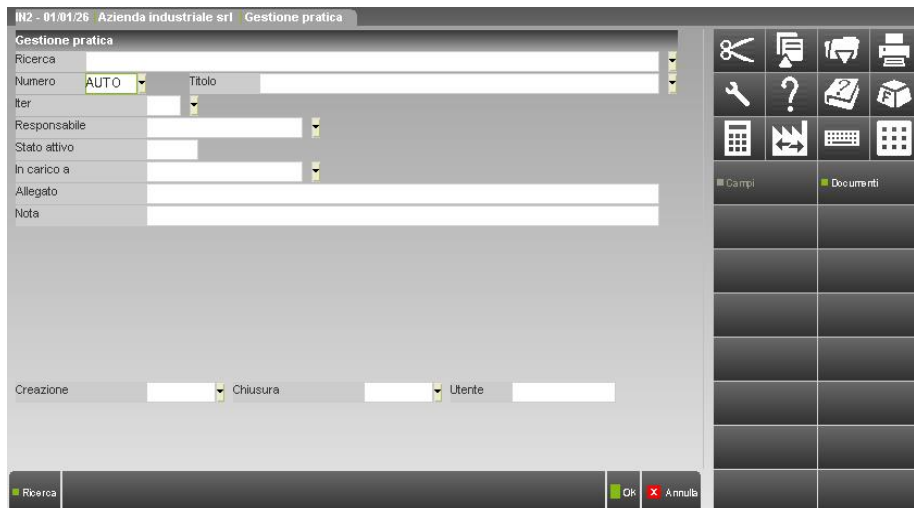 IN2 - 01/01/26 Azienda industriale srl Gestione pratica
Gestione pratica
Ricerca
Numero AUTO Titolo
Iter
Responsabile
Stato attivo
In carico a
Allegato
Nota
Campi Documenti
Creazione Chiusura Utente
Ricerca Ok Annulla